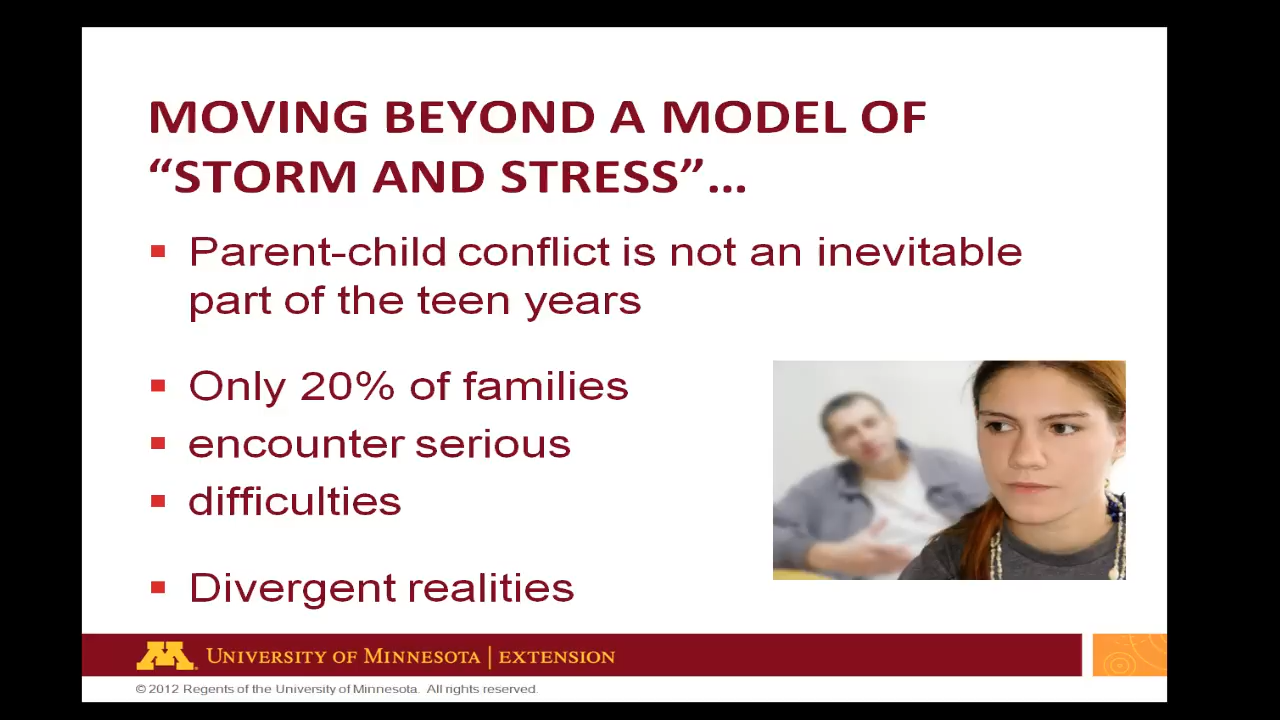 MOVING BEYOND A MODEL OF
“STORM AND STRESS”…
▪ Parent-child conflict is not an inevitable
part of the teen years
▪ Only 20% of families
▪ encounter serious
▪ difficulties
▪ Divergent realities
M UNIVERSITY OF MINNESOTA | EXTENSION
© 2012 Regents of the University of Minnesota. All rights reserved.